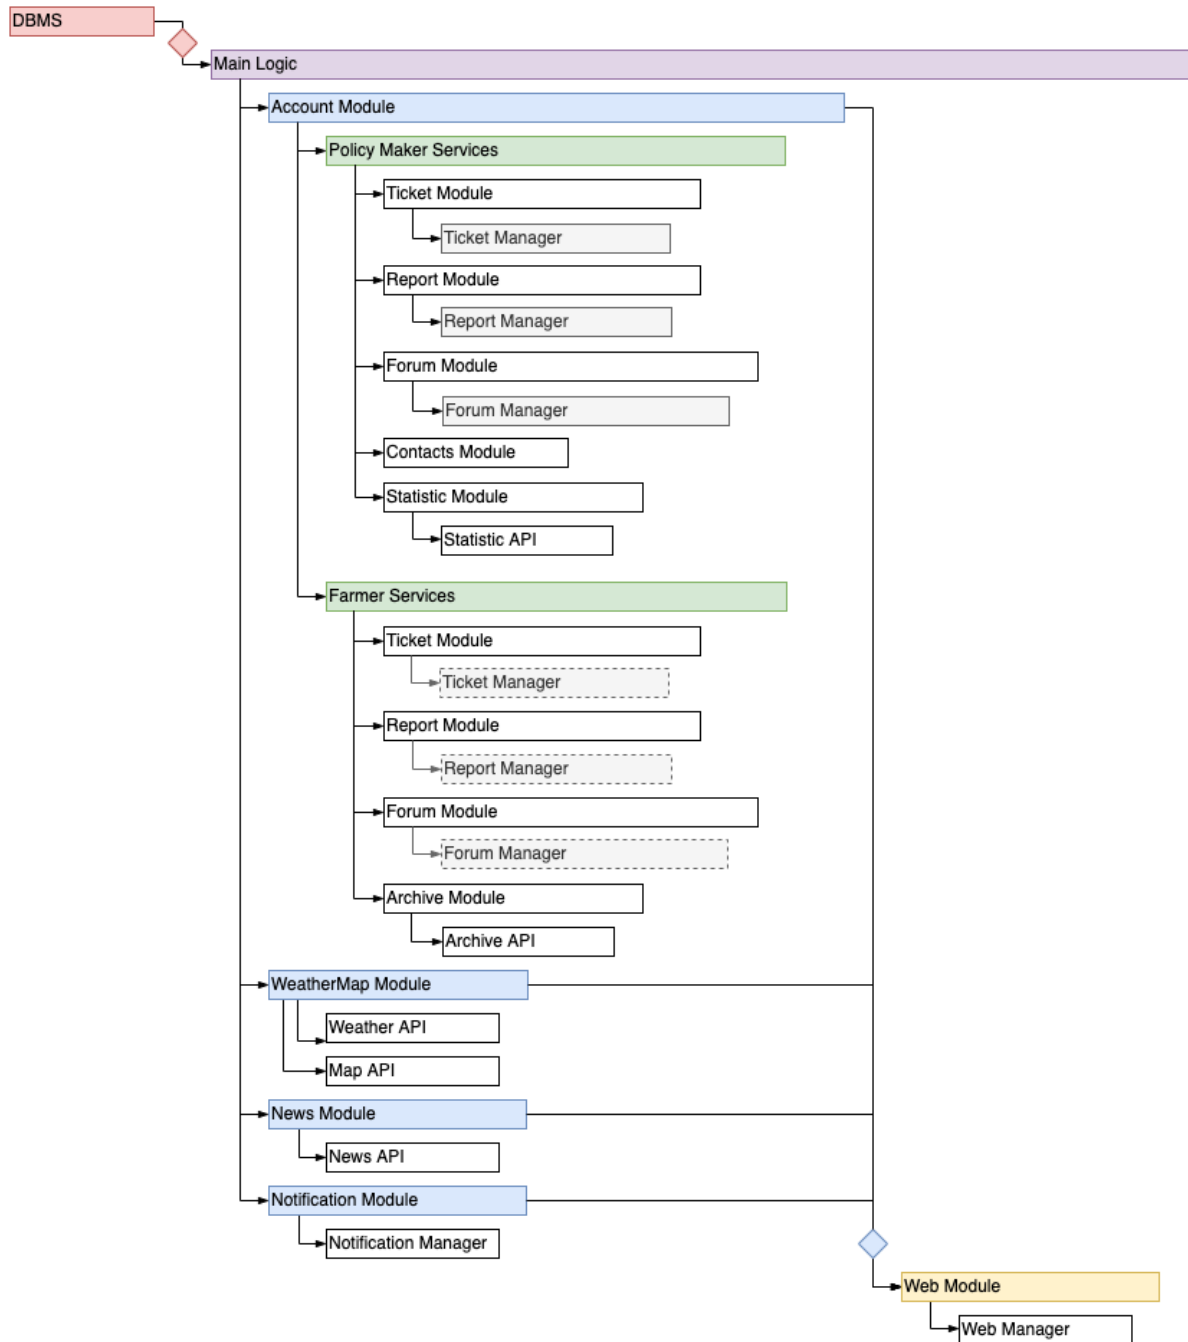 DBMS
Main Logic
Account Module
Policy Maker Services
Ticket Module
Ticket Manager
Report Module
Report Manager
Forum Module
Forum Manager
Contacts Module
Statistic Module
Statistic API
Farmer Services
Ticket Module
Ticket Manager
Report Module
Report Manager
Forum Module
Forum Manager
Archive Module
Archive API
WeatherMap Module
Weather API
Map API
News Module
News API
Notification Module
Notification Manager
Web Module
Web Manager